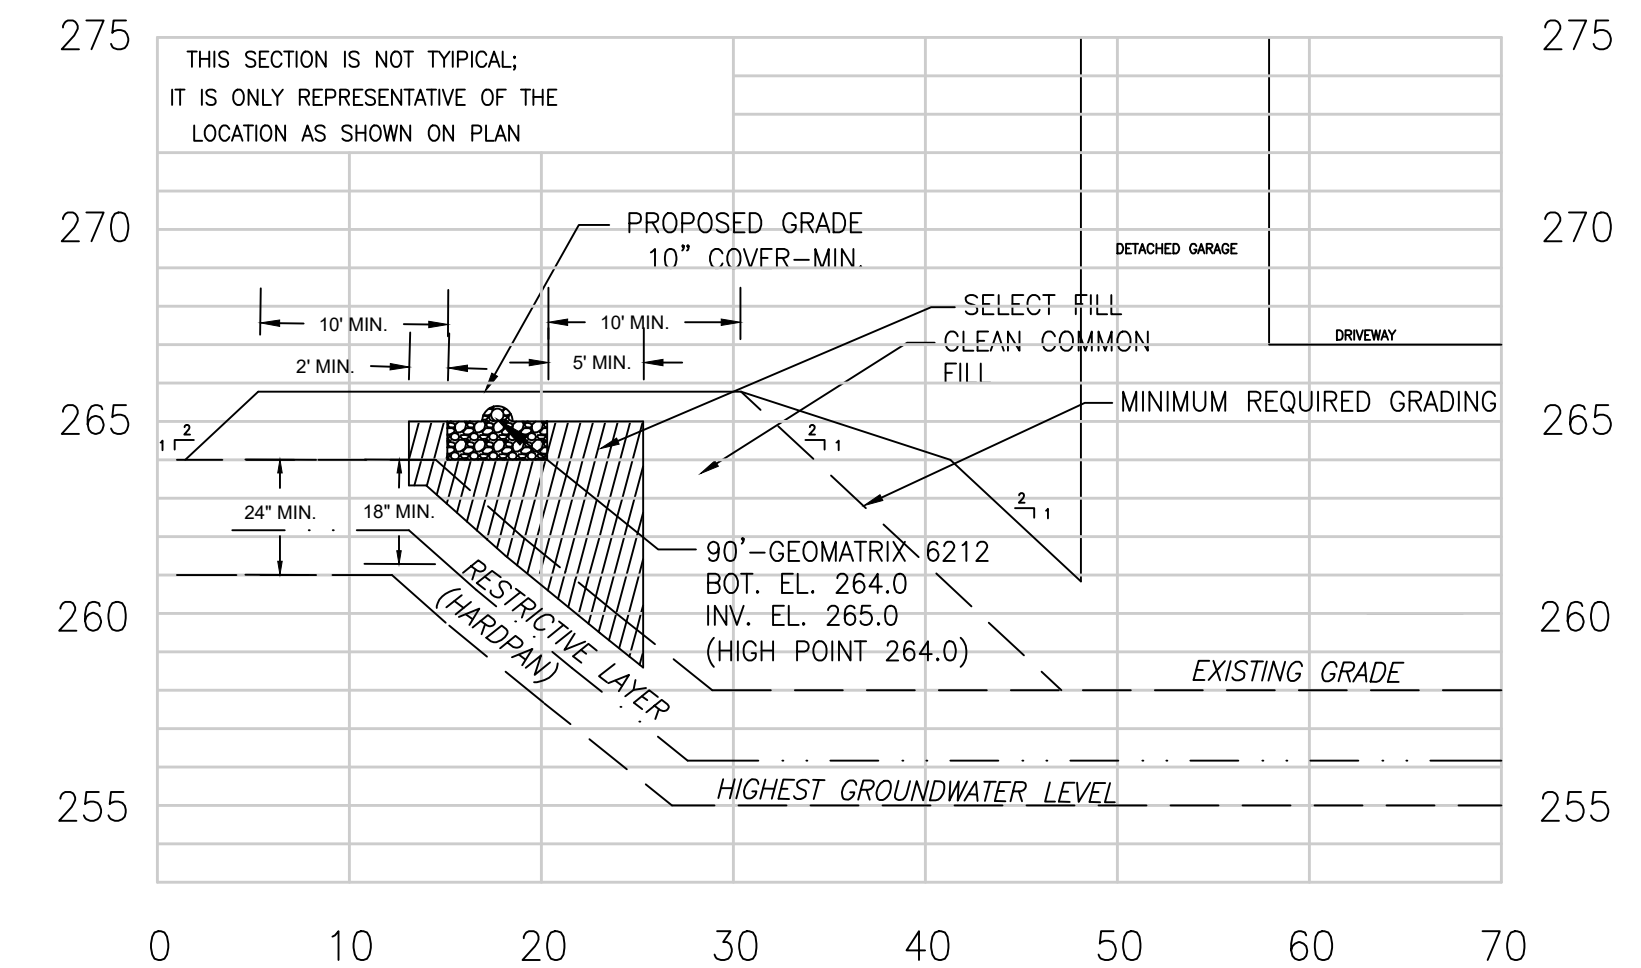 275
275
THIS SECTION IS NOT TYIPICAL;
IT IS ONLY REPRESENTATIVE OF THE
LOCATION AS SHOWN ON PLAN
270
270
PROPOSED GRADE
10" COVER-MIN.
DETACHED GARAGE
SELECT FILL
10' MIN.
10' MIN.
DRIVEWAY
CLEAN COMMON
FILL
2' MIN.
5' MIN.
MINIMUM REQUIRED GRADING
265
265
2
1
2
1
2
1
24" MIN.
18" MIN.
90'-GEOMATRIX 6212
BOT. EL. 264.0
INV. EL. 265.0
(HIGH POINT 264.0)
RESTRICTIVE LAYER
(HARDPAN)
260
260
EXISTING GRADE
HIGHEST GROUNDWATER LEVEL
255
255
0 10 20 30 40 50 60 70